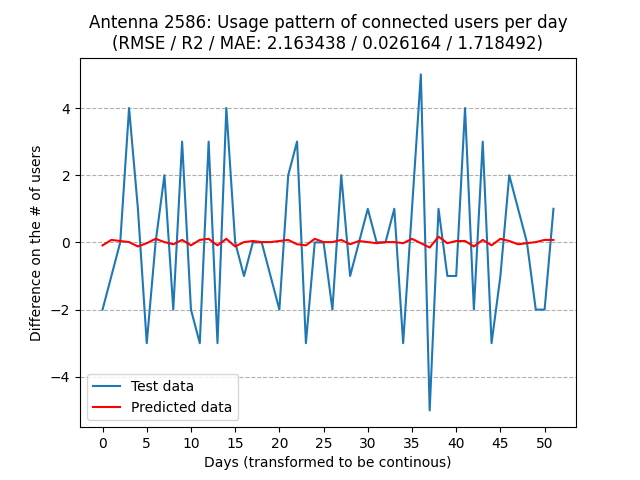 Antenna 2586: Usage pattern of connected users per day
(RMSE / R2 / MAE: 2.163438 / 0.026164 / 1.718492)
Difference on the # of users
4
2
0
−2
−4
Test data
Predicted data
0 5 10 15 20 25 30 35 40 45 50
Days (transformed to be continous)